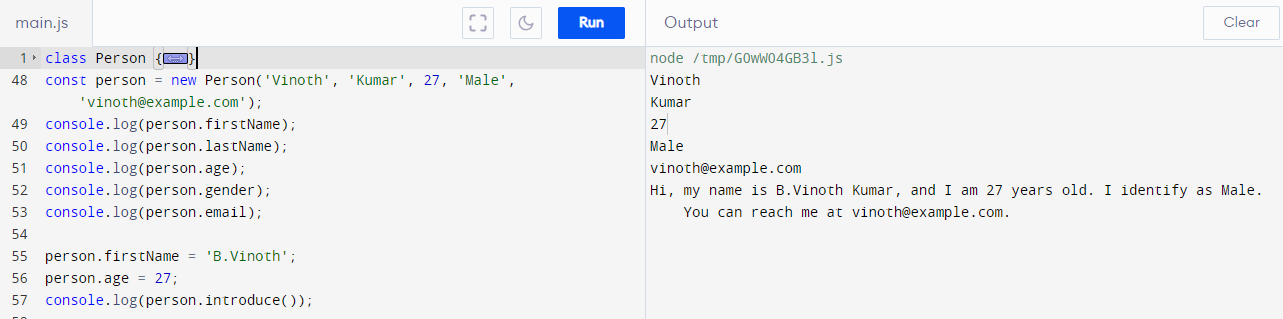 main.js
Run
Output
Clear
1 class Person {}
48 const person = new Person('Vinoth', 'Kumar', 27, 'Male',
'vinoth@example.com');
49 console.log(person.firstName);
50 console.log(person.lastName);
51 console.log(person.age);
52 console.log(person.gender);
53 console.log(person.email);
54
55 person.firstName = 'B.Vinoth';
56 person.age = 27;
57 console.log(person.introduce());
node /tmp/GOwWO4GB3l.js
Vinoth
Kumar
27
Male
vinoth@example.com
Hi, my name is B.Vinoth Kumar, and I am 27 years old. I identify as Male.
You can reach me at vinoth@example.com.